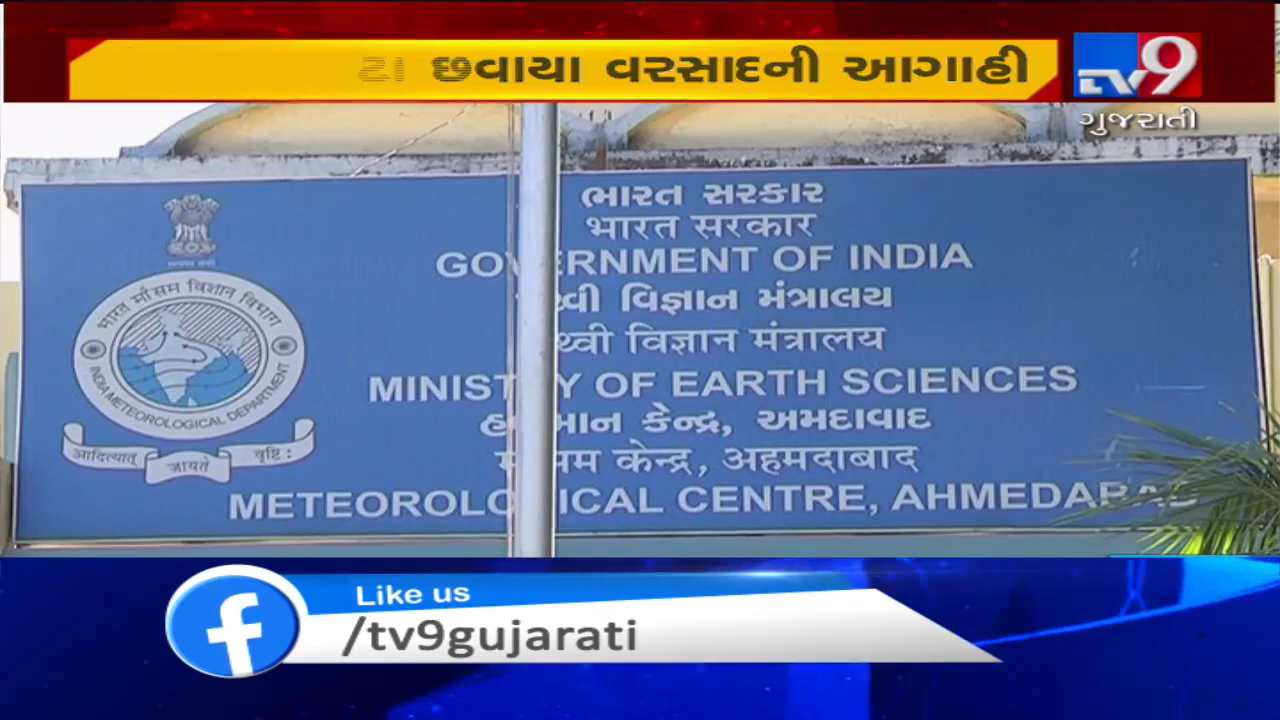 છવાયા વરસાદની આગાહી
TV9
ગુજરાતી
ભારત સરકાર
भारत सरकार
GOVERNMENT OF INDIA
વિજ્ઞાન મંત્રાલય
विज्ञान मंत्रालय
MINISTRY OF EARTH SCIENCES
કેન્દ્ર, અમદાવાદ
केन्द्र, अहमदाबाद
METEOROLOGICAL CENTRE, AHMEDABAD
भारत मौसम विज्ञान विभाग
INDIA METEOROLOGICAL DEPARTMENT
आदित्यात् जायते वृष्टि:
Like us
/tv9gujarati